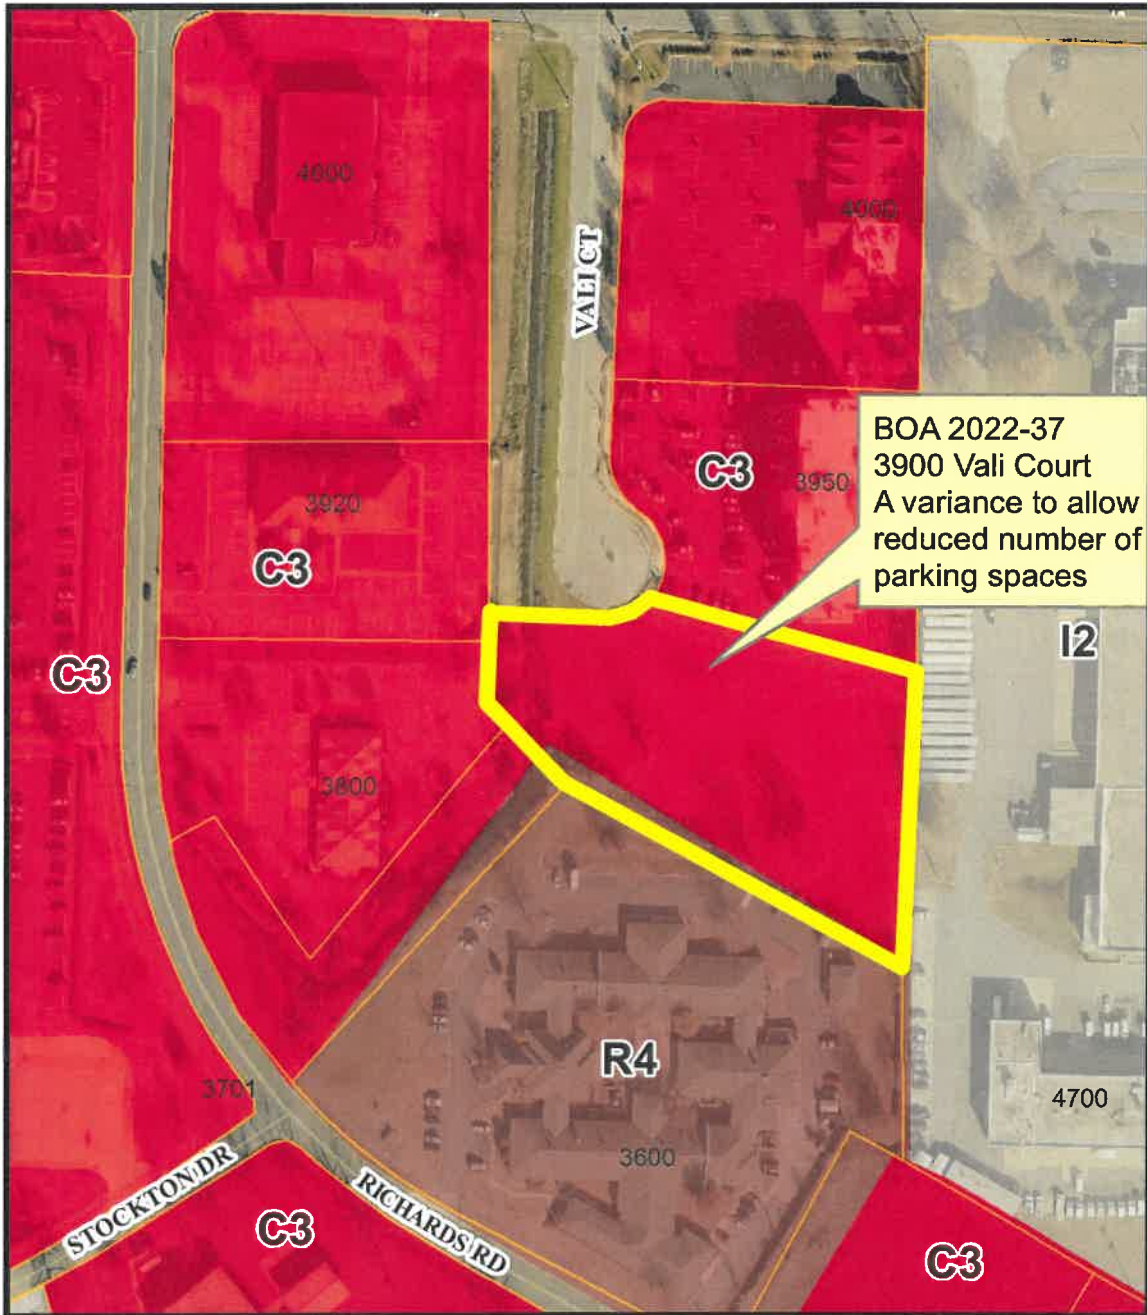 4000
4000
VALI CT
BOA 2022-37
3900 Vali Court
A variance to allow
reduced number of
parking spaces
C3
3950
3920
C3
I2
C3
3800
R4
3701
4700
3600
STOCKTON DR
RICHARDS RD
C3
C3